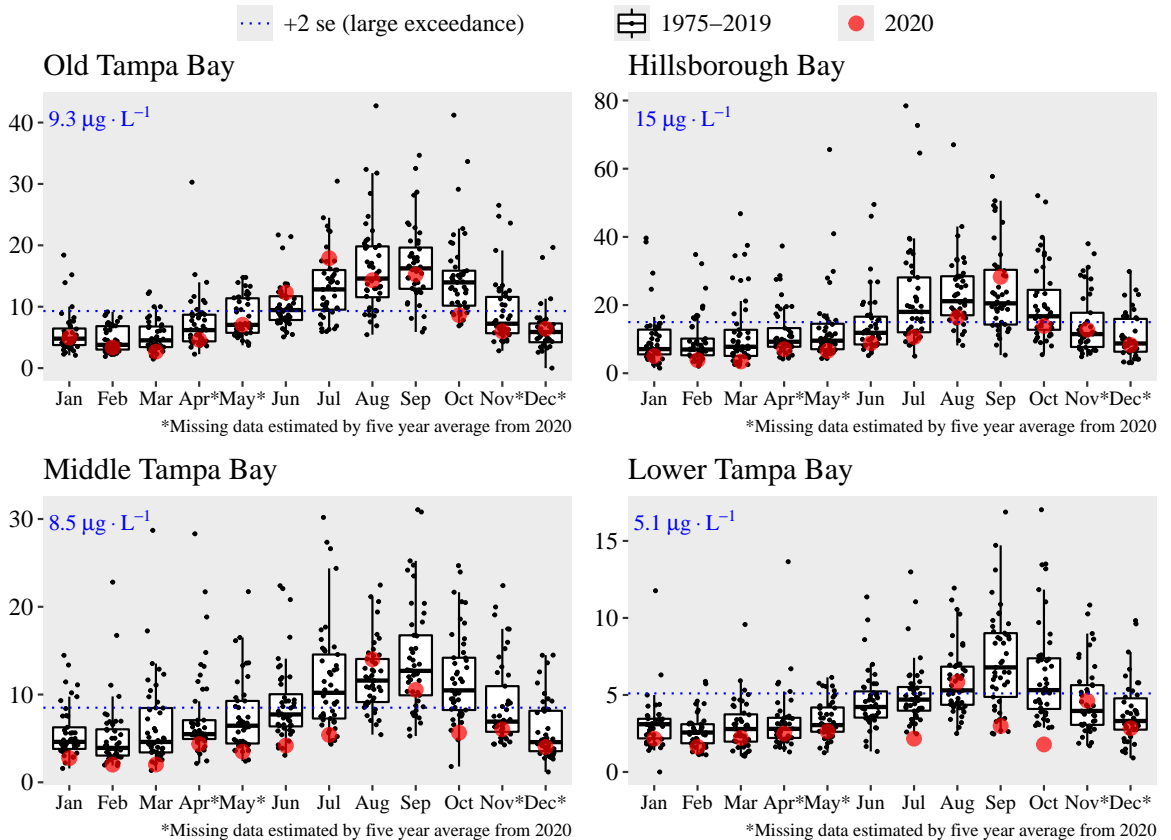 +2 se (large exceedance) 1975–2019 2020
Old Tampa Bay
9.3 μg · L⁻¹
40
30
20
10
0
Jan Feb Mar Apr* May* Jun Jul Aug Sep Oct Nov* Dec*
*Missing data estimated by five year average from 2020
Hillsborough Bay
15 μg · L⁻¹
80
60
40
20
0
Jan Feb Mar Apr* May* Jun Jul Aug Sep Oct Nov* Dec*
*Missing data estimated by five year average from 2020
Middle Tampa Bay
8.5 μg · L⁻¹
30
20
10
0
Jan Feb Mar Apr* May* Jun Jul Aug Sep Oct Nov* Dec*
*Missing data estimated by five year average from 2020
Lower Tampa Bay
5.1 μg · L⁻¹
15
10
5
0
Jan Feb Mar Apr* May* Jun Jul Aug Sep Oct Nov* Dec*
*Missing data estimated by five year average from 2020